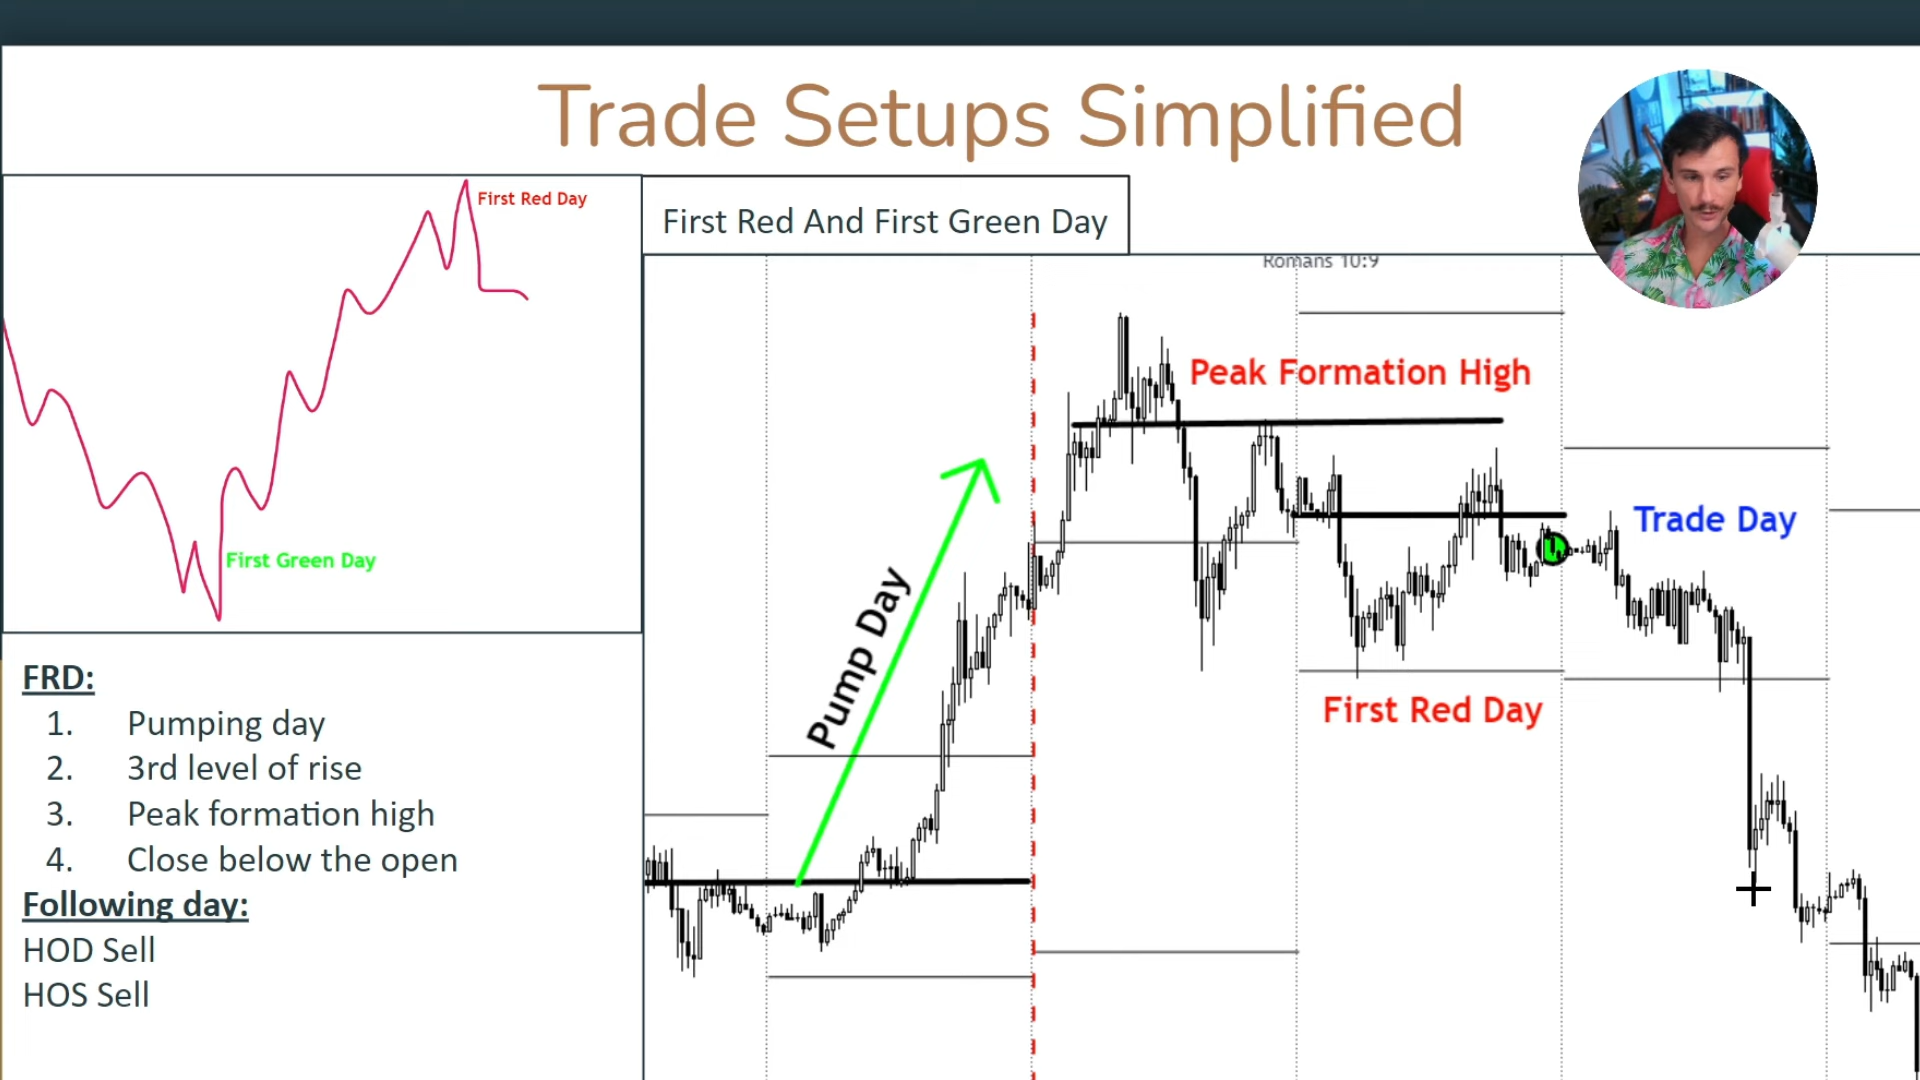 Trade Setups Simplified
First Red Day
First Green Day
First Red And First Green Day
Romans 10:9
Peak Formation High
Trade Day
Pump Day
First Red Day
FRD:
1. Pumping day
2. 3rd level of rise
3. Peak formation high
4. Close below the open
Following day:
HOD Sell
HOS Sell